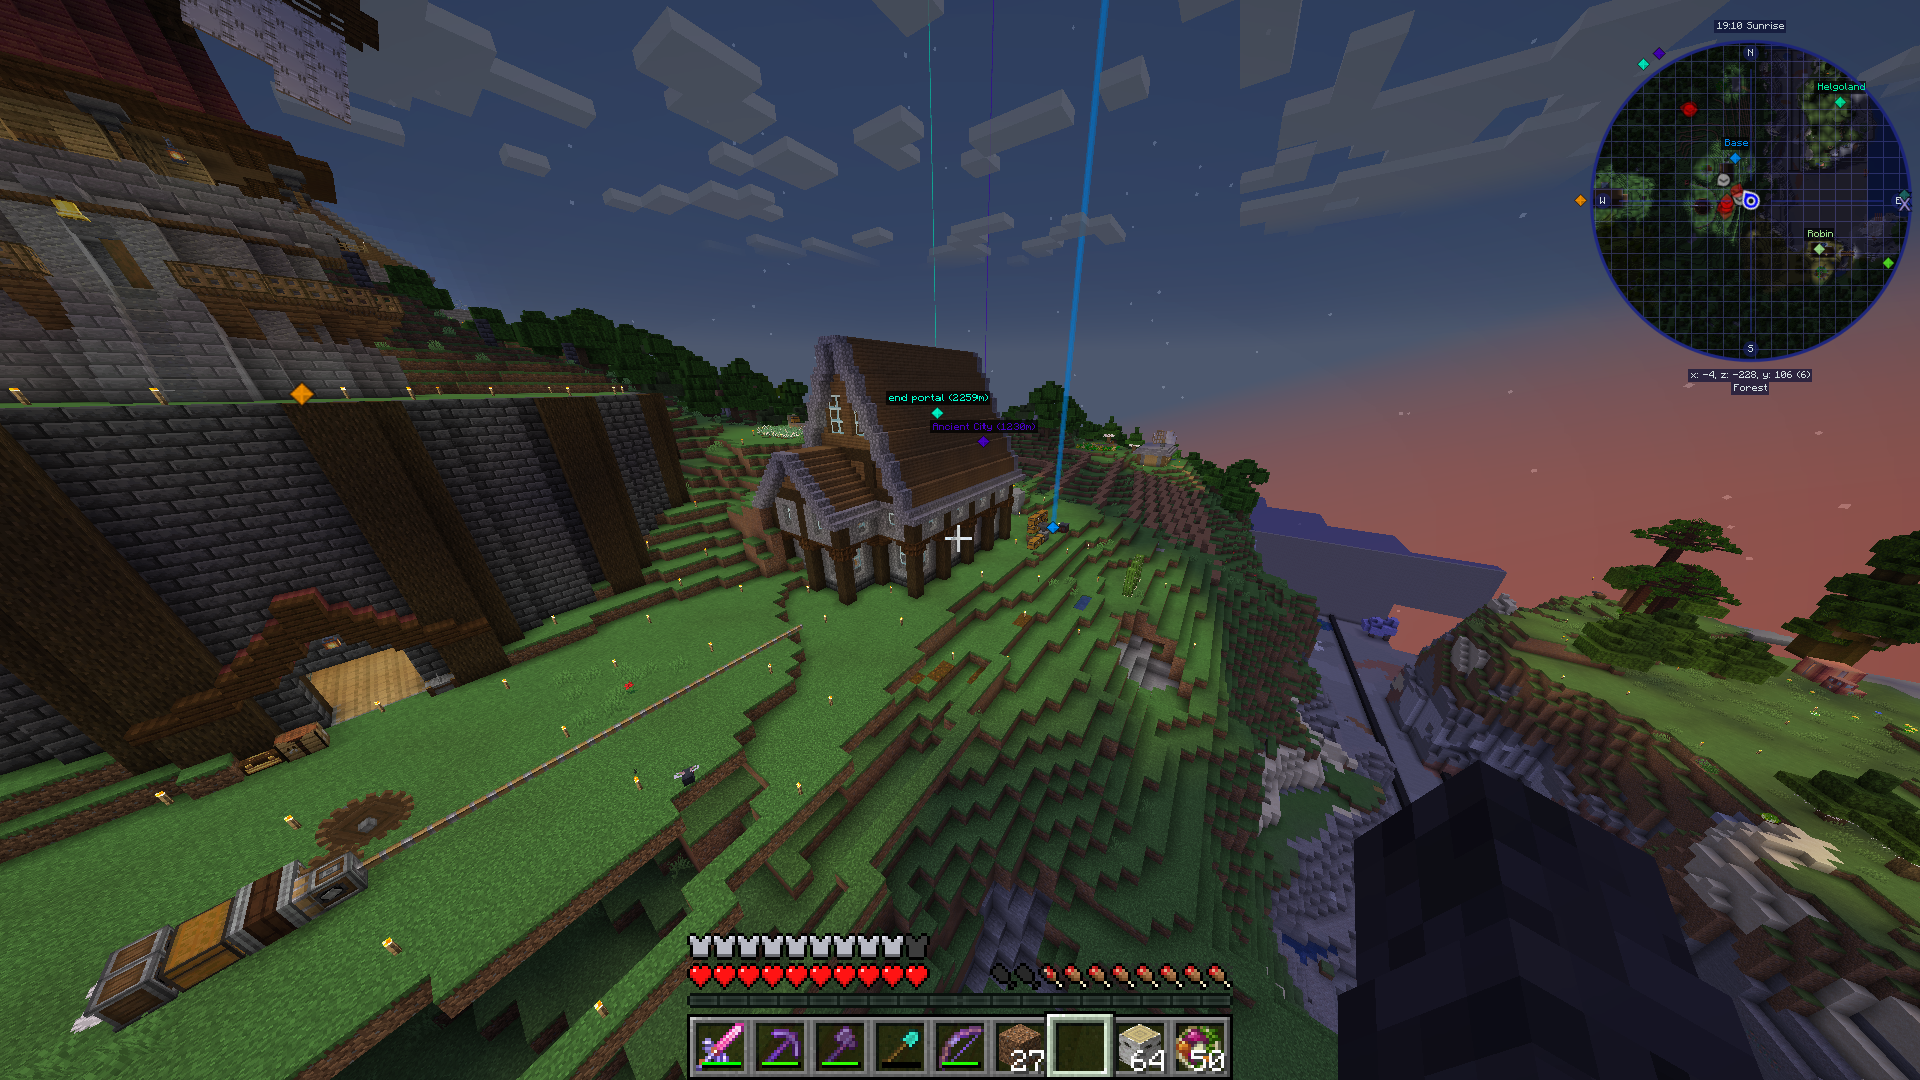 19:10 Sunrise
N
Helgoland
Base
W
E
Robin
S
x: -4, z: -228, y: 106 (6)
Forest
end portal (2259m)
Ancient City (1230m)
27
64
50